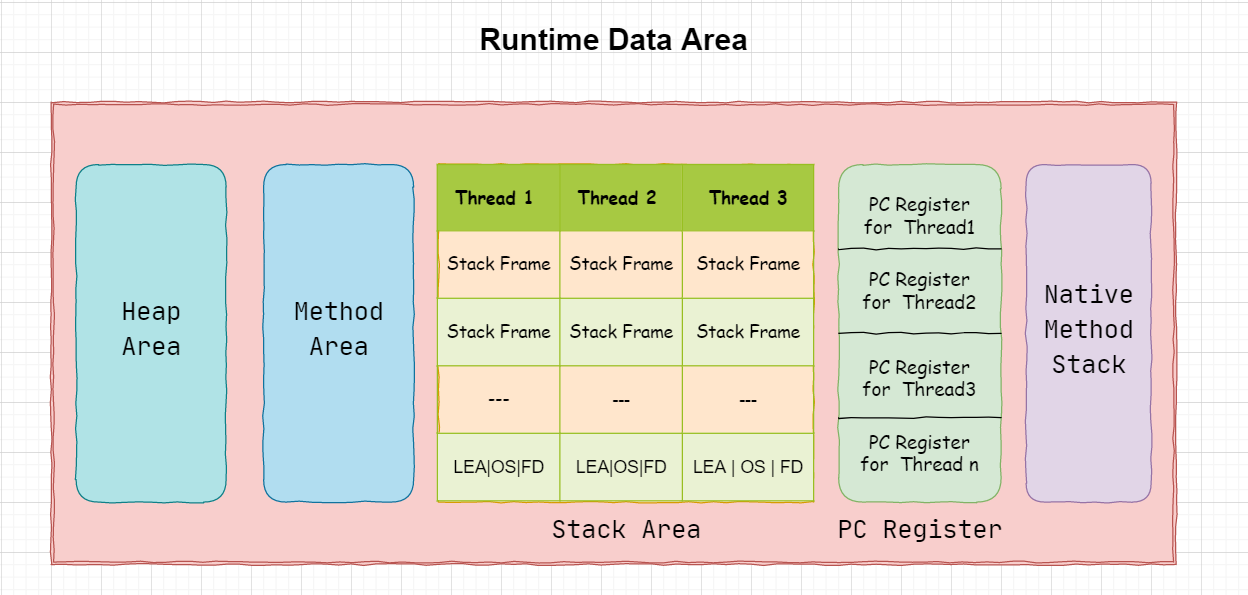 Runtime Data Area
Heap
Area
Method
Area
Thread 1 Thread 2 Thread 3
Stack Frame Stack Frame Stack Frame
Stack Frame Stack Frame Stack Frame
--- --- ---
LEA|OS|FD LEA|OS|FD LEA | OS | FD
Stack Area
PC Register
for Thread1
PC Register
for Thread2
PC Register
for Thread3
PC Register
for Thread n
PC Register
Native
Method
Stack